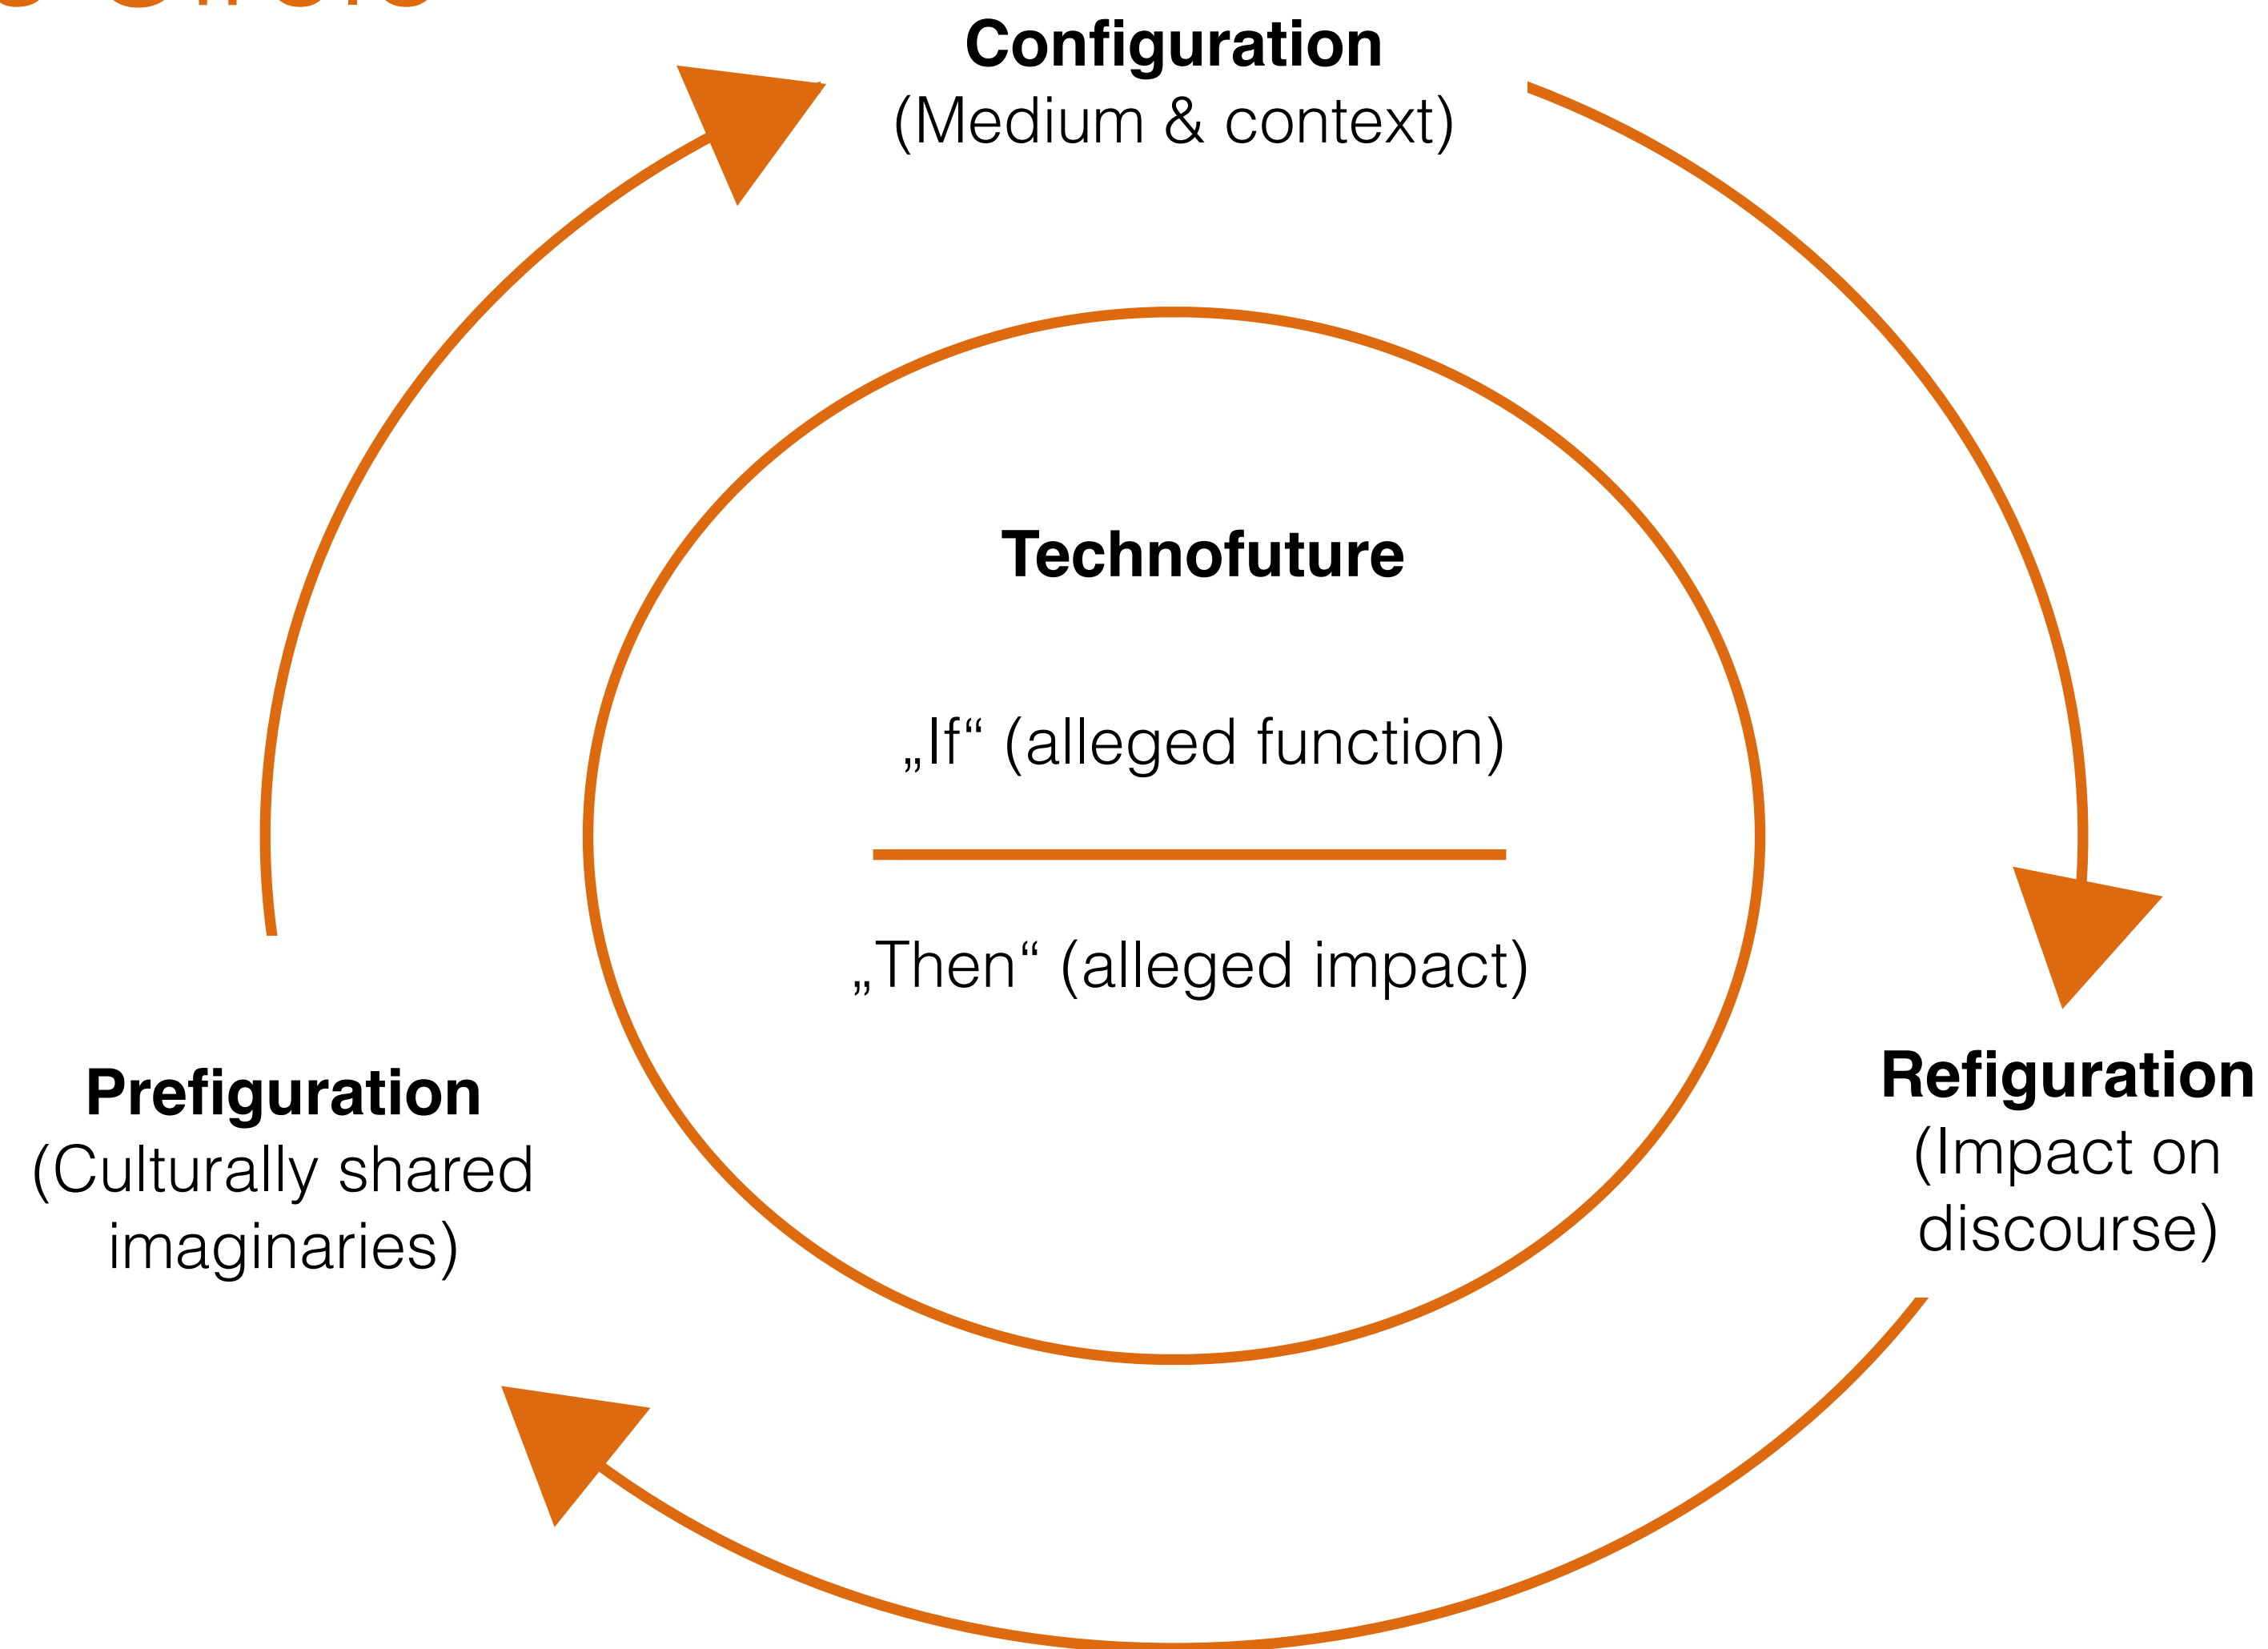 Configuration
(Medium & context)
Technofuture
„If“ (alleged function)
„Then“ (alleged impact)
Prefiguration
(Culturally shared
imaginaries)
Refiguration
(Impact on
discourse)